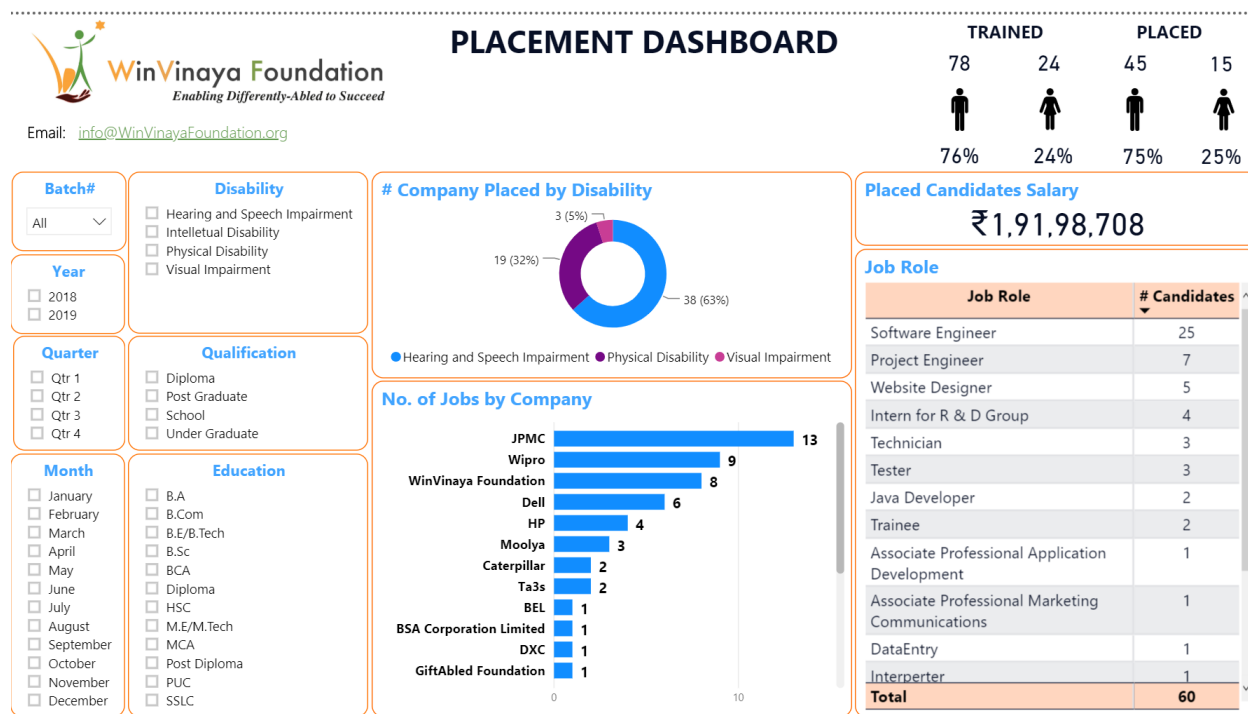 WinVinaya Foundation
Enabling Differently-Abled to Succeed
Email: info@WinVinayaFoundation.org
PLACEMENT DASHBOARD
TRAINED PLACED
78 24 45 15
76% 24% 75% 25%
Batch#
All
Year
2018
2019
Quarter
Qtr 1
Qtr 2
Qtr 3
Qtr 4
Month
January
February
March
April
May
June
July
August
September
October
November
December
Disability
Hearing and Speech Impairment
Intelletual Disability
Physical Disability
Visual Impairment
Qualification
Diploma
Post Graduate
School
Under Graduate
Education
B.A
B.Com
B.E/B.Tech
B.Sc
BCA
Diploma
HSC
M.E/M.Tech
MCA
Post Diploma
PUC
SSLC
# Company Placed by Disability
3 (5%)
19 (32%)
38 (63%)
Hearing and Speech Impairment Physical Disability Visual Impairment
No. of Jobs by Company
JPMC 13
Wipro 9
WinVinaya Foundation 8
Dell 6
HP 4
Moolya 3
Caterpillar 2
Ta3s 2
BEL 1
BSA Corporation Limited 1
DXC 1
GiftAbled Foundation 1
0 10
Placed Candidates Salary
₹1,91,98,708
Job Role
Job Role # Candidates
Software Engineer 25
Project Engineer 7
Website Designer 5
Intern for R & D Group 4
Technician 3
Tester 3
Java Developer 2
Trainee 2
Associate Professional Application 1
Development
Associate Professional Marketing 1
Communications
DataEntry 1
Interperter 1
Total 60